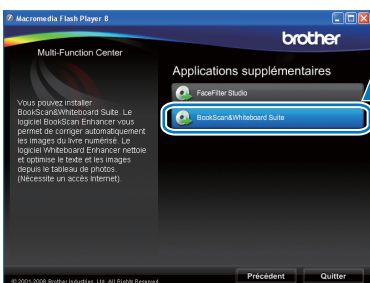 Macromedia Flash Player 8
brother
Multi-Function Center
Applications supplémentaires
FaceFilter Studio
BookScan&Whiteboard Suite
Vous pouvez installer
BookScan&Whiteboard Suite. Le
logiciel BookScan Enhancer vous
permet de corriger automatiquement
les images du livre numérisé. Le
logiciel Whiteboard Enhancer nettoie
et optimise le texte et les images
depuis le tableau de photos.
(Nécessite un accès Internet).
Précédent
Quitter
© 2001-2008 Brother Industries, Ltd. All Rights Reserved.